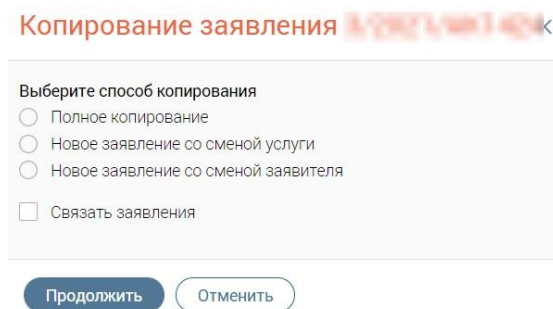 Копирование заявления
Выберите способ копирования
Полное копирование
Новое заявление со сменой услуги
Новое заявление со сменой заявителя
Связать заявления
Продолжить Отменить